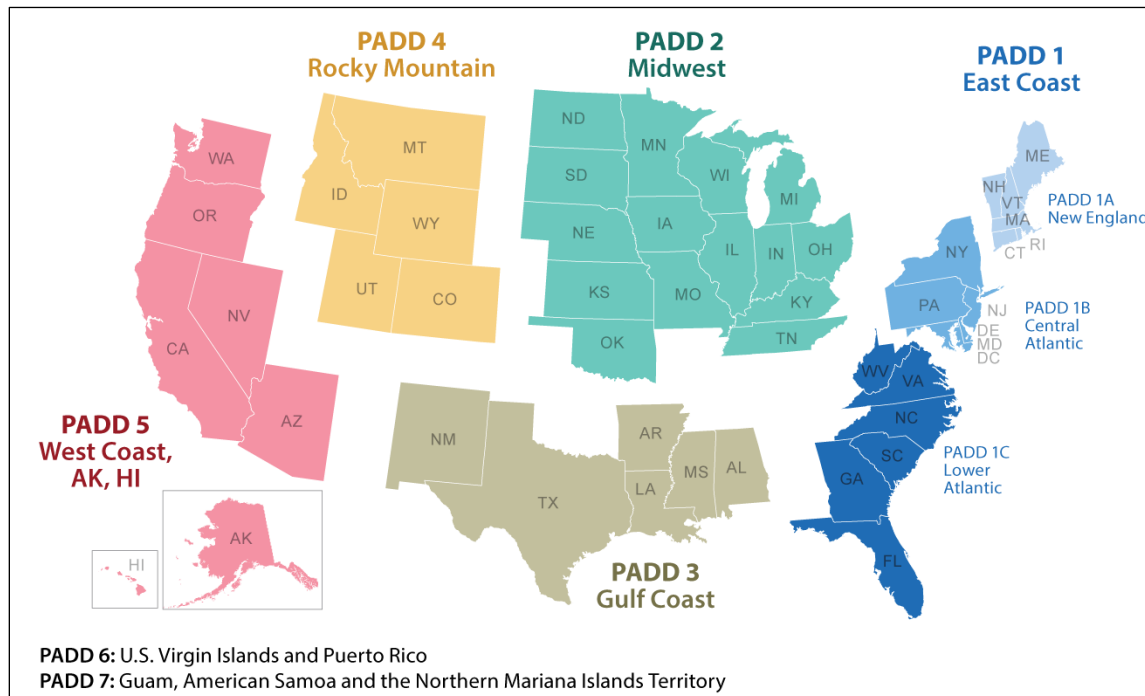 PADD 4
Rocky Mountain
PADD 2
Midwest
PADD 1
East Coast
WA
OR
CA
NV
AZ
MT
ID
WY
UT
CO
ND
SD
NE
KS
OK
MN
IA
MO
WI
IL
MI
IN
OH
KY
TN
ME
NH
VT
MA
CT
RI
PADD 1A
New England
NY
PA
NJ
DE
MD
DC
PADD 1B
Central
Atlantic
WV
VA
NC
SC
GA
FL
PADD 1C
Lower
Atlantic
PADD 5
West Coast,
AK, HI
HI
AK
NM
TX
AR
LA
MS
AL
PADD 3
Gulf Coast
PADD 6: U.S. Virgin Islands and Puerto Rico
PADD 7: Guam, American Samoa and the Northern Mariana Islands Territory